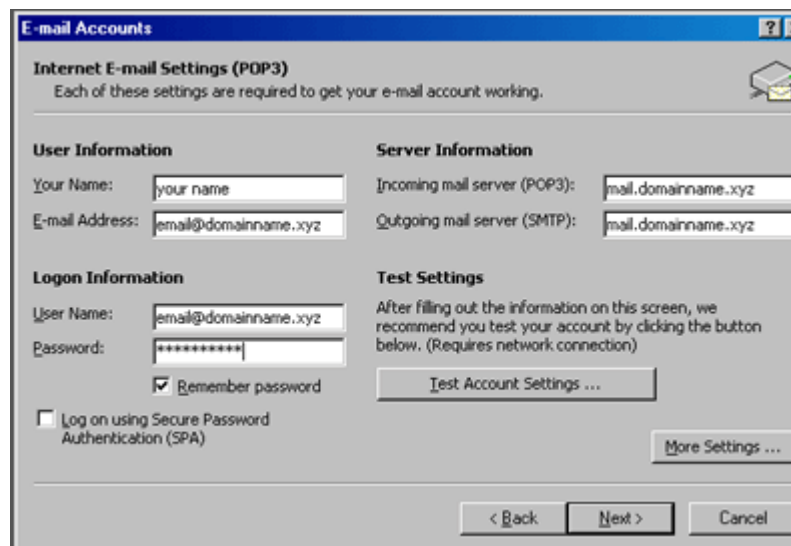 E-mail Accounts
?
Internet E-mail Settings (POP3)
Each of these settings are required to get your e-mail account working.
User Information
Your Name: your name
E-mail Address: email@domainname.xyz
Server Information
Incoming mail server (POP3): mail.domainname.xyz
Outgoing mail server (SMTP): mail.domainname.xyz
Logon Information
User Name: email@domainname.xyz
Password: **********
Remember password
Log on using Secure Password
Authentication (SPA)
Test Settings
After filling out the information on this screen, we
recommend you test your account by clicking the button
below. (Requires network connection)
Test Account Settings ...
More Settings ...
< Back
Next >
Cancel